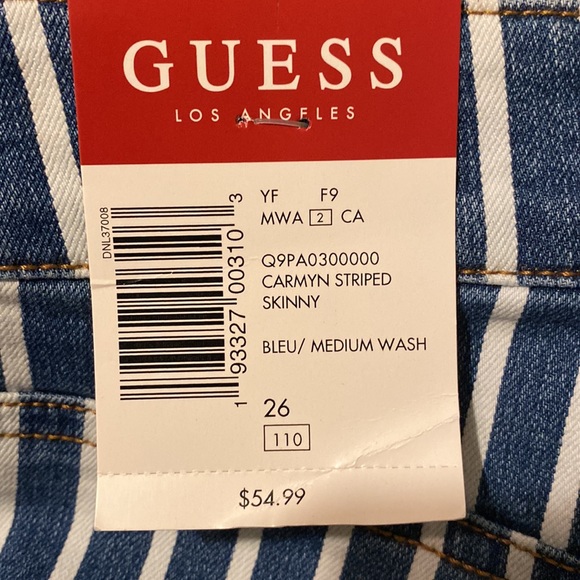 GUESS
LOS ANGELES
DNL37008
1 93327 00310 3
YF F9
MWA 2 CA
Q9PA0300000
CARMYN STRIPED
SKINNY
BLEU/ MEDIUM WASH
26
110
$54.99